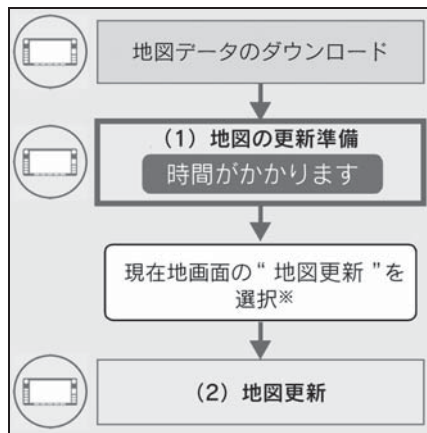 地図データのダウンロード
(1) 地図の更新準備
時間がかかります
現在地画面の“地図更新”を
選択※
(2) 地図更新